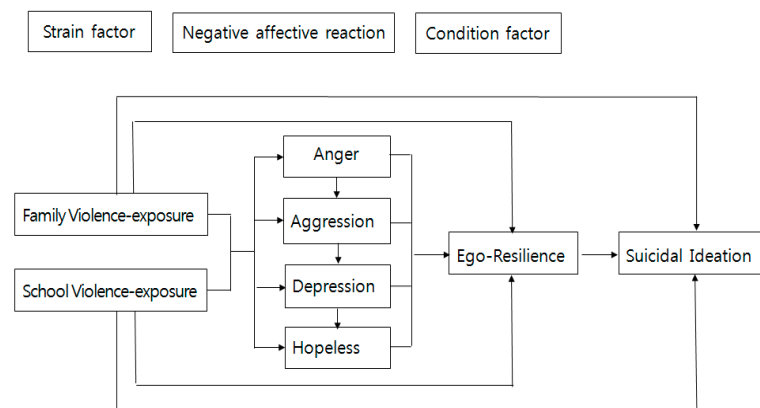 Strain factor
Negative affective reaction
Condition factor
Anger
Family Violence-exposure
Aggression
Ego-Resilience
Suicidal Ideation
School Violence-exposure
Depression
Hopeless